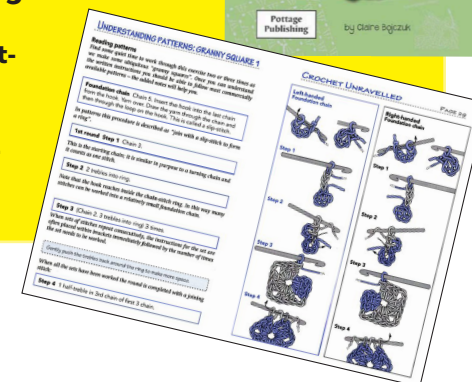 g
t-
Pottage
Publishing
by Claire Bojczuk
UNDERSTANDING PATTERNS: GRANNY SQUARE 1
Reading patterns
Find some quiet time to work through this exercise two or three times as
we make some ubiquitous "granny squares". Once you can understand
the written instructions you should be able to follow most commercially
available patterns – the added notes will help you.
Foundation chain Chain 5. Insert the hook into the last chain
from the hook. Yarn over. Draw the yarn through the chain and
then through the loop on the hook. This is called a slip-stitch.
In patterns this procedure is described as "join with a slip-stitch to form
a ring".
1st round Step 1 Chain 3.
This is the starting chain; it is similar in purpose to a turning chain and
it counts as one stitch.
Step 2 2 trebles into ring.
Note that the hook reaches inside the chain-stitch ring. In this way many
stitches can be worked into a relatively small foundation chain.
Step 3 (Chain 2, 3 trebles into ring) 3 times.
When sets of stitches repeat consecutively, the instructions for the set are
often placed within brackets immediately followed by the number of times
the set needs to be worked.
Gently push the trebles back around the ring to make more space.
When all the sets have been worked the round is completed with a joining
stitch:
Step 4 1 half-treble in 3rd chain of first 3 chain.
CROCHET UNRAVELLED
PAGE
Left-handed
Foundation chain
Step 1
Step 2
Step 3
Step 4
Right-handed
Foundation chain
Step 1
Step 2
Step 3
Step 4